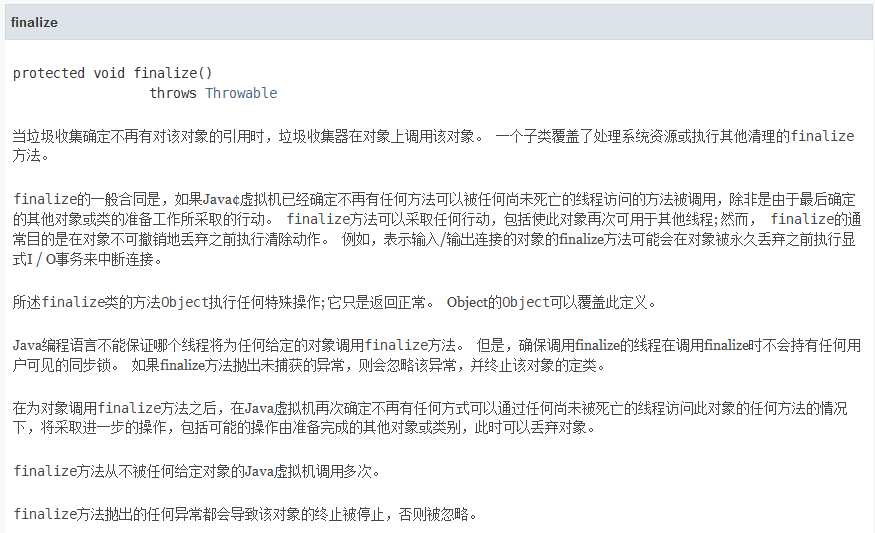 finalize
protected void finalize()
throws Throwable
当垃圾收集确定不再有对该对象的引用时，垃圾收集器在对象上调用该对象。 一个子类覆盖了处理系统资源或执行其他清理的finalize
方法。
finalize的一般合同是，如果Java¢虚拟机已经确定不再有任何方法可以被任何尚未死亡的线程访问的方法被调用，除非是由于最后确定
的其他对象或类的准备工作所采取的行动。 finalize方法可以采取任何行动，包括使此对象再次可用于其他线程;然而， finalize的通
常目的是在对象不可撤销地丢弃之前执行清除动作。 例如，表示输入/输出连接的对象的finalize方法可能会在对象被永久丢弃之前执行显
式I / O事务来中断连接。
所述finalize类的方法Object执行任何特殊操作;它只是返回正常。 Object的Object可以覆盖此定义。
Java编程语言不能保证哪个线程将为任何给定的对象调用finalize方法。 但是，确保调用finalize的线程在调用finalize时不会持有任何用
户可见的同步锁。 如果finalize方法抛出未捕获的异常，则会忽略该异常，并终止该对象的定类。
在为对象调用finalize方法之后，在Java虚拟机再次确定不再有任何方式可以通过任何尚未被死亡的线程访问此对象的任何方法的情况
下，将采取进一步的操作，包括可能的操作由准备完成的其他对象或类别，此时可以丢弃对象。
finalize方法从不被任何给定对象的Java虚拟机调用多次。
finalize方法抛出的任何异常都会导致该对象的终止被停止，否则被忽略。